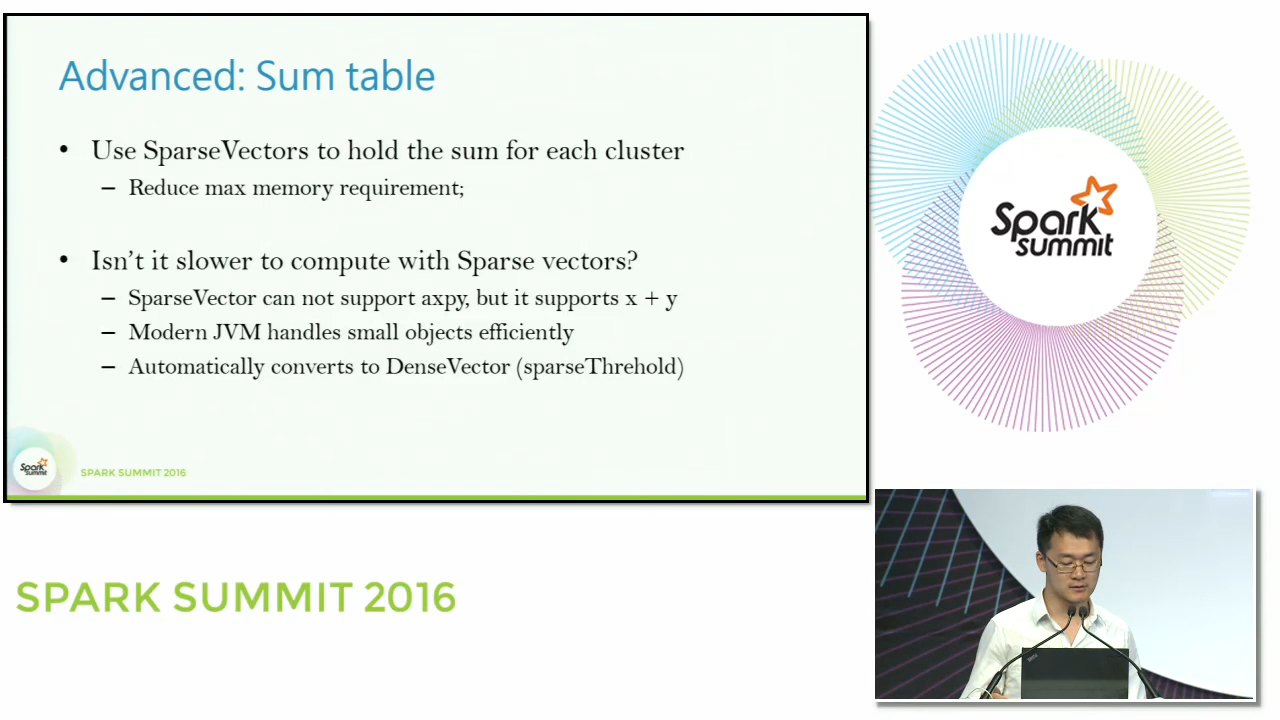 Advanced: Sum table
• Use SparseVectors to hold the sum for each cluster
– Reduce max memory requirement;
• Isn't it slower to compute with Sparse vectors?
– SparseVector can not support axpy, but it supports x + y
– Modern JVM handles small objects efficiently
– Automatically converts to DenseVector (sparseThrehold)
Spark
summit
SPARK SUMMIT 2016
Spark
summit
SPARK SUMMIT 2016